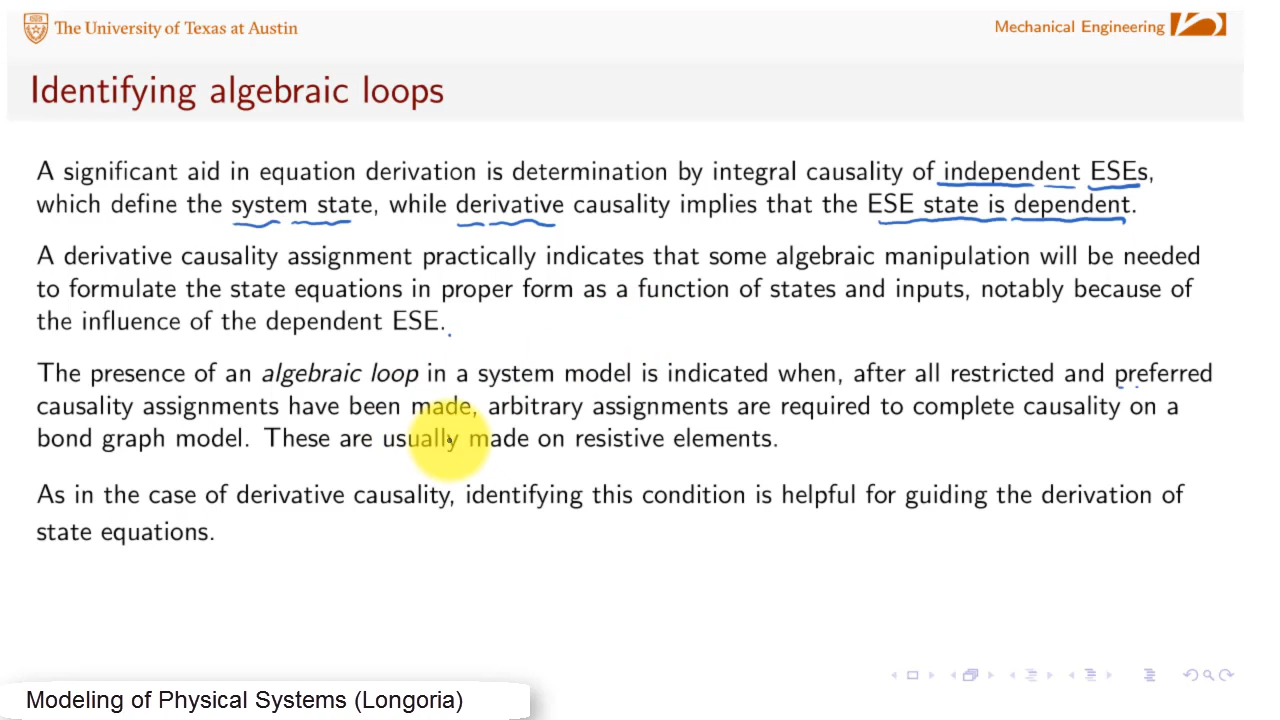 The University of Texas at Austin
Mechanical Engineering
Identifying algebraic loops
A significant aid in equation derivation is determination by integral causality of independent ESEs,
which define the system state, while derivative causality implies that the ESE state is dependent.
A derivative causality assignment practically indicates that some algebraic manipulation will be needed
to formulate the state equations in proper form as a function of states and inputs, notably because of
the influence of the dependent ESE.
The presence of an algebraic loop in a system model is indicated when, after all restricted and preferred
causality assignments have been made, arbitrary assignments are required to complete causality on a
bond graph model. These are usually made on resistive elements.
As in the case of derivative causality, identifying this condition is helpful for guiding the derivation of
state equations.
Modeling of Physical Systems (Longoria)